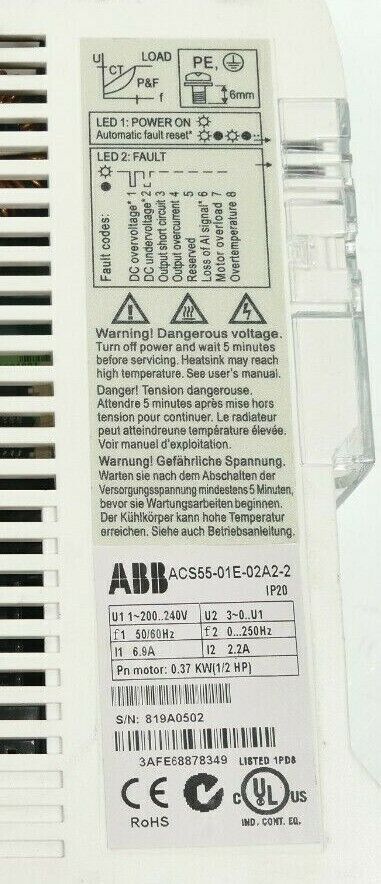 U LOAD
CT
P&F
f
PE,
6mm
LED 1: POWER ON
Automatic fault reset*
LED 2: FAULT
Fault codes:
DC overvoltage* 1
DC undervoltage* 2
Output short circuit 3
Output overcurrent 4
Reserved 5
Loss of AI signal* 6
Motor overload 7
Overtemperature 8
Warning! Dangerous voltage.
Turn off power and wait 5 minutes
before servicing. Heatsink may reach
high temperature. See user's manual.
Danger! Tension dangerouse.
Attendre 5 minutes après mise hors
tension pour continuer. Le radiateur
peut atteindreune température élevée.
Voir manuel d'exploitation.
Warnung! Gefährliche Spannung.
Warten sie nach dem Abschalten der
Versorgungsspannung mindestens 5 Minuten,
bevor sie Wartungsarbeiten beginnen.
Der Kühlkörper kann hohe Temperatur
erreichen. Siehe auch Betriebsanleitung.
ABB ACS55-01E-02A2-2
IP20
U1 1~200..240V U2 3~0..U1
f1 50/60Hz f2 0...250Hz
I1 6.9A I2 2.2A
Pn motor: 0.37 KW(1/2 HP)
S/N: 819A0502
3AFE68878349 LISTED 1PD8
CE C UL US
RoHS IND. CONT. EQ.